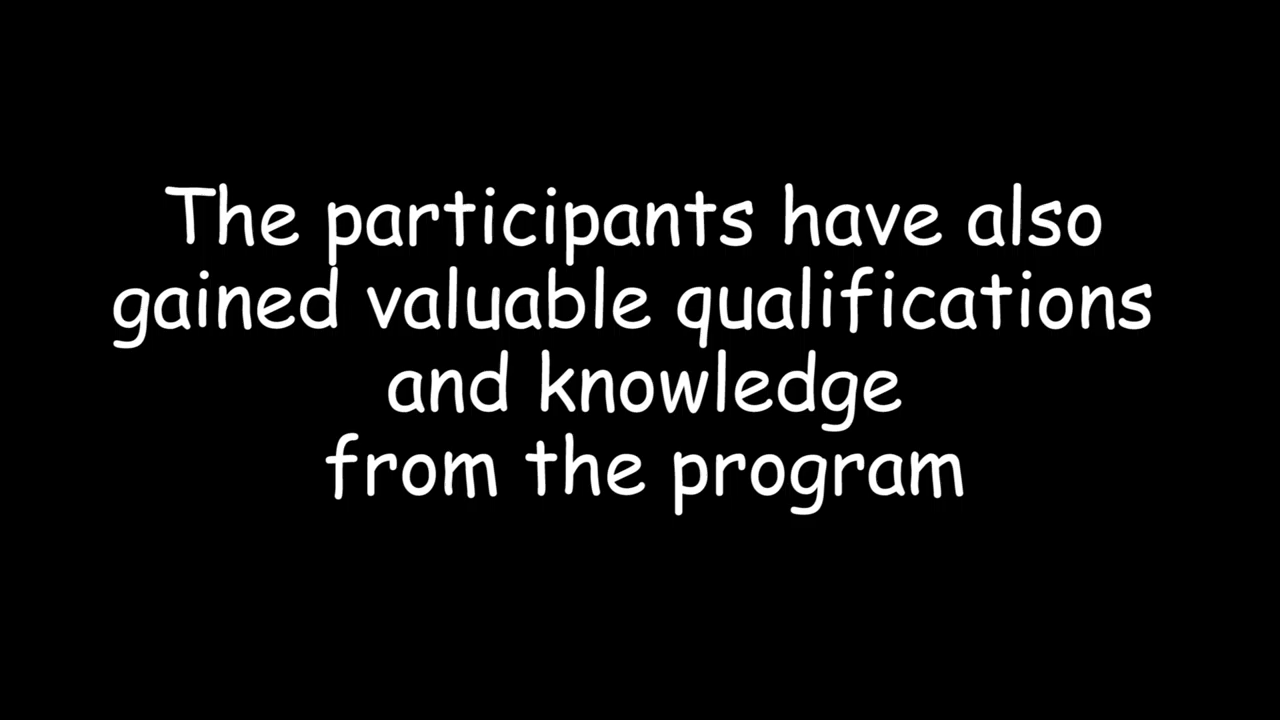 The participants have also
gained valuable qualifications
and knowledge
from the program